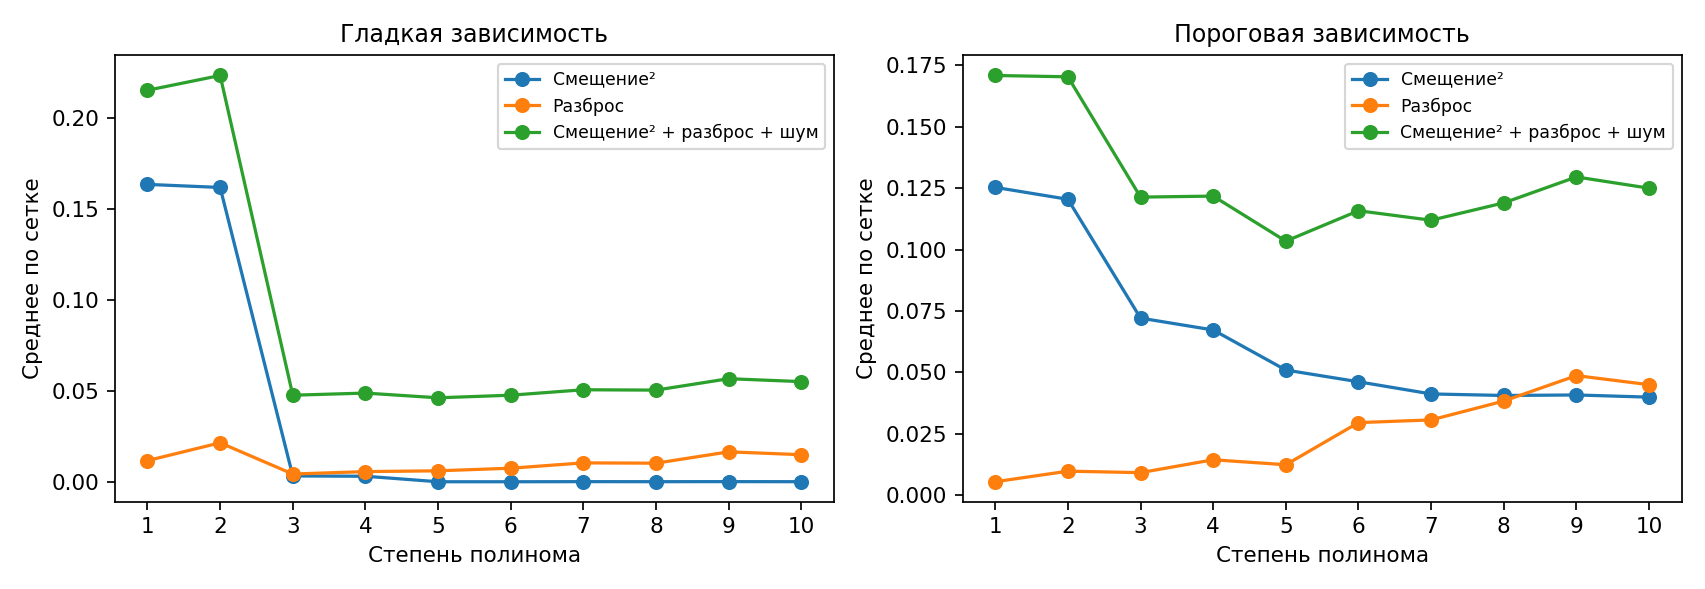 Гладкая зависимость
Смещение²
Разброс
Смещение² + разброс + шум
Среднее по сетке
0.20
0.15
0.10
0.05
0.00
1 2 3 4 5 6 7 8 9 10
Степень полинома
Пороговая зависимость
Смещение²
Разброс
Смещение² + разброс + шум
Среднее по сетке
0.175
0.150
0.125
0.100
0.075
0.050
0.025
0.000
1 2 3 4 5 6 7 8 9 10
Степень полинома